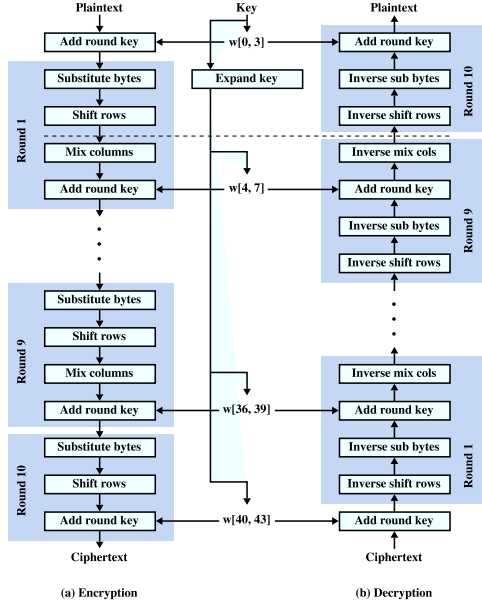 Plaintext
Key
Plaintext
Add round key
w[0, 3]
Add round key
Substitute bytes
Expand key
Inverse sub bytes
Shift rows
Inverse shift rows
Round 1
Round 10
Mix columns
Inverse mix cols
Add round key
w[4, 7]
Add round key
Inverse sub bytes
Inverse shift rows
Round 9
Substitute bytes
Shift rows
Mix columns
Inverse mix cols
Add round key
w[36, 39]
Add round key
Round 9
Substitute bytes
Inverse sub bytes
Shift rows
Inverse shift rows
Round 10
Round 1
Add round key
w[40, 43]
Add round key
Ciphertext
Ciphertext
(a) Encryption
(b) Decryption